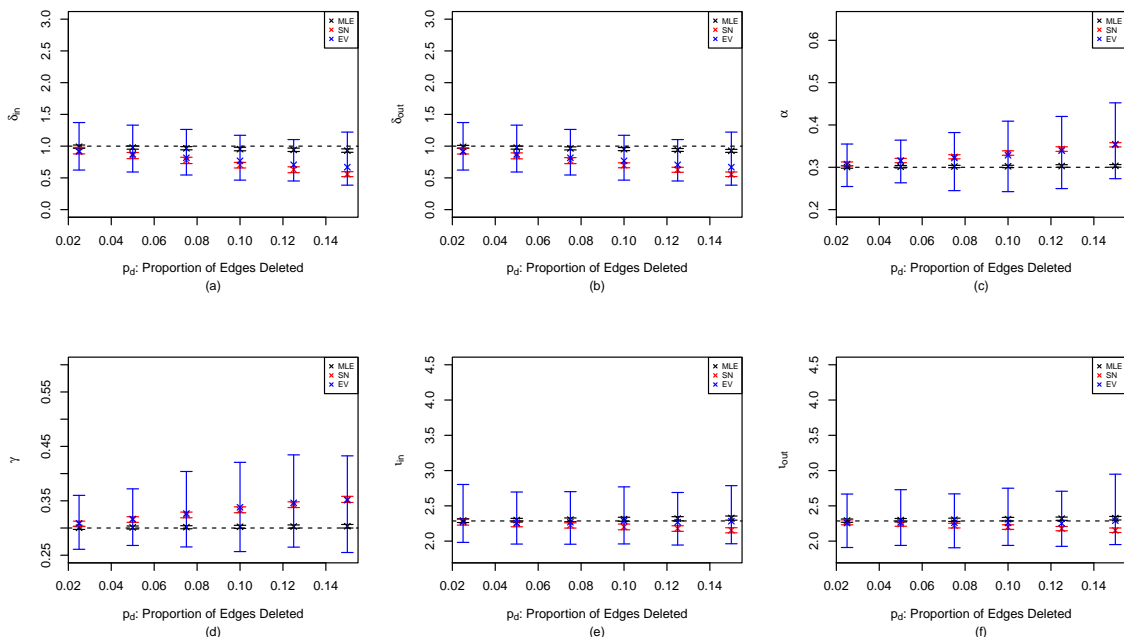 3.0
2.5
2.0
1.5
1.0
0.5
0.0
δin
0.02 0.04 0.06 0.08 0.10 0.12 0.14
pd: Proportion of Edges Deleted
(a)
MLE
SN
EV
3.0
2.5
2.0
1.5
1.0
0.5
0.0
δout
0.02 0.04 0.06 0.08 0.10 0.12 0.14
pd: Proportion of Edges Deleted
(b)
MLE
SN
EV
0.6
0.5
0.4
0.3
0.2
α
0.02 0.04 0.06 0.08 0.10 0.12 0.14
pd: Proportion of Edges Deleted
(c)
MLE
SN
EV
0.55
0.45
0.35
0.25
γ
0.02 0.04 0.06 0.08 0.10 0.12 0.14
pd: Proportion of Edges Deleted
(d)
MLE
SN
EV
4.5
4.0
3.5
3.0
2.5
2.0
ιin
0.02 0.04 0.06 0.08 0.10 0.12 0.14
pd: Proportion of Edges Deleted
(e)
MLE
SN
EV
4.5
4.0
3.5
3.0
2.5
2.0
ιout
0.02 0.04 0.06 0.08 0.10 0.12 0.14
pd: Proportion of Edges Deleted
(f)
MLE
SN
EV